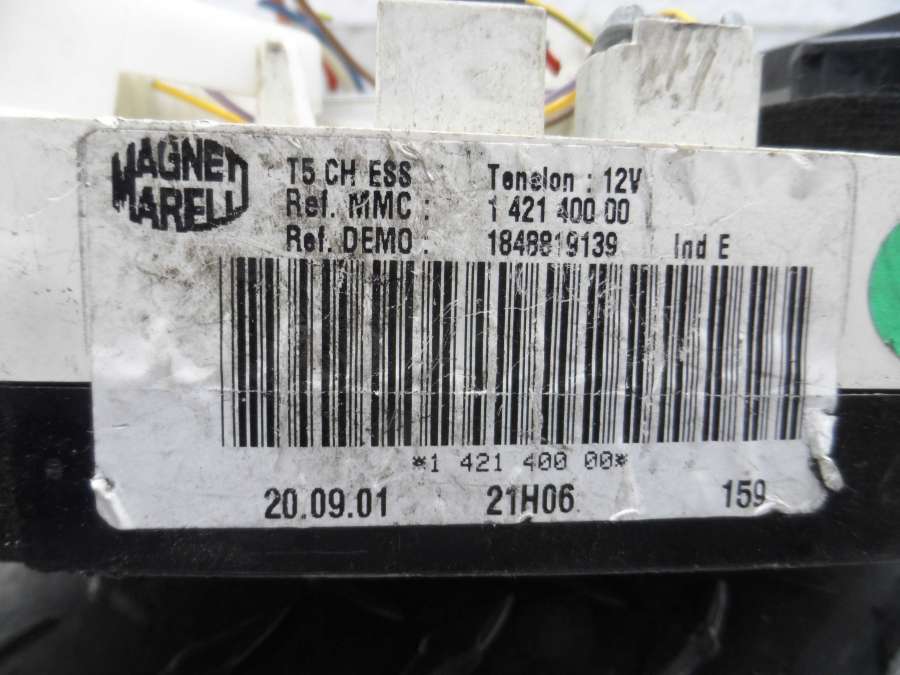 MAGNETI
MARELLI
T5 CH ESS Tension : 12V
Ref. MMC : 1 421 400 00
Ref. DEMO : 1848819139 Ind E
*1 421 400 00*
20.09.01 21H06 159